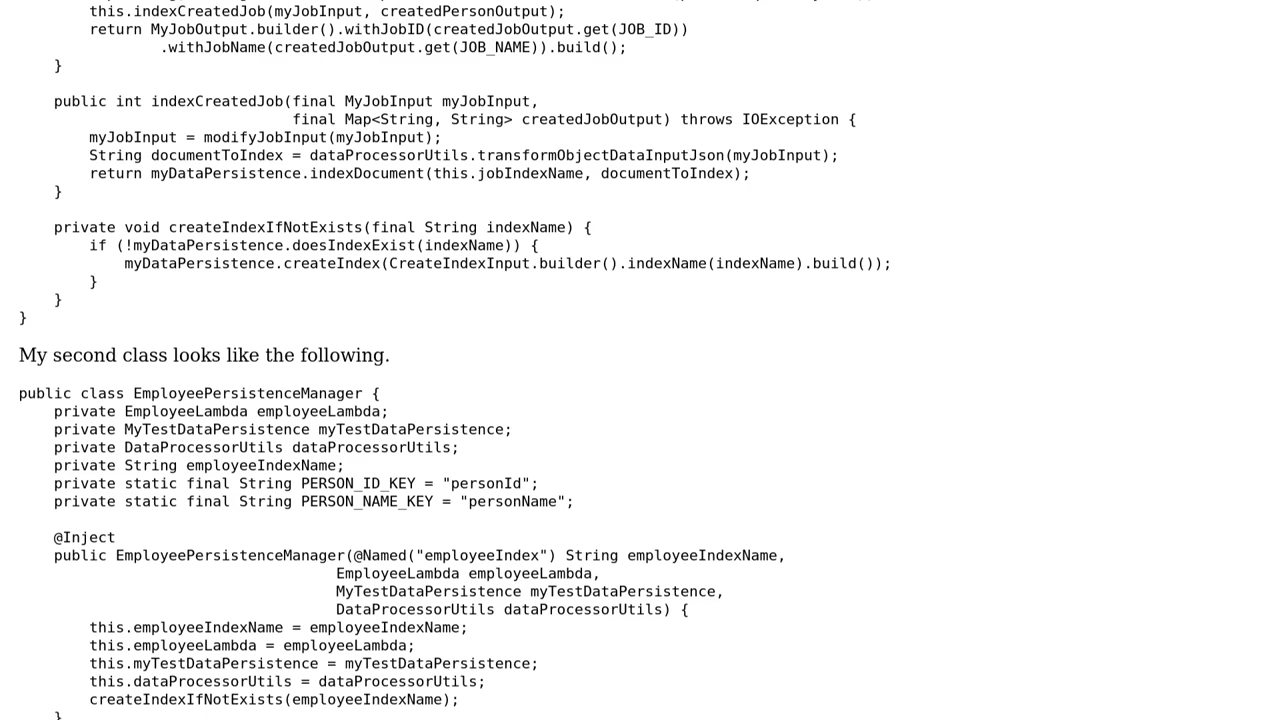 this.indexCreatedJob(myJobInput, createdPersonOutput);
return MyJobOutput.builder().withJobID(createdJobOutput.get(JOB_ID))
.withJobName(createdJobOutput.get(JOB_NAME)).build();
}
public int indexCreatedJob(final MyJobInput myJobInput,
final Map<String, String> createdJobOutput) throws IOException {
myJobInput = modifyJobInput(myJobInput);
String documentToIndex = dataProcessorUtils.transformObjectDataInputJson(myJobInput);
return myDataPersistence.indexDocument(this.jobIndexName, documentToIndex);
}
private void createIndexIfNotExists(final String indexName) {
if (!myDataPersistence.doesIndexExist(indexName)) {
myDataPersistence.createIndex(CreateIndexInput.builder().indexName(indexName).build());
}
}
}
My second class looks like the following.
public class EmployeePersistenceManager {
private EmployeeLambda employeeLambda;
private MyTestDataPersistence myTestDataPersistence;
private DataProcessorUtils dataProcessorUtils;
private String employeeIndexName;
private static final String PERSON_ID_KEY = "personId";
private static final String PERSON_NAME_KEY = "personName";
@Inject
public EmployeePersistenceManager(@Named("employeeIndex") String employeeIndexName,
EmployeeLambda employeeLambda,
MyTestDataPersistence myTestDataPersistence,
DataProcessorUtils dataProcessorUtils) {
this.employeeIndexName = employeeIndexName;
this.employeeLambda = employeeLambda;
this.myTestDataPersistence = myTestDataPersistence;
this.dataProcessorUtils = dataProcessorUtils;
createIndexIfNotExists(employeeIndexName);
}